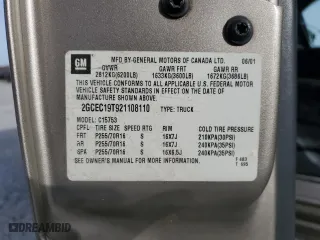 GM
MFD BY GENERAL MOTORS OF CANADA LTD. 06/01
GVWR GAWR FRT GAWR RR
2812KG(6200LB) 1633KG(3600LB) 1672KG(3686LB)
THIS VEHICLE CONFORMS TO ALL APPLICABLE U.S. FEDERAL
MOTOR VEHICLE SAFETY STANDARDS IN EFFECT ON
THE DATE OF MANUFACTURE SHOWN ABOVE.
2GCEC19T921108110 TYPE: TRUCK
MODEL: C15753
CPFL: TIRE SIZE SPEED RTG RIM COLD TIRE PRESSURE
FRT P255/70R16 S 16X7J 210KPA(30PSI)
RR P255/70R16 S 16X7J 240KPA(35PSI)
SPA P255/70R16 S 16X6.5J 240KPA(35PSI)
SEE OWNER'S MANUAL FOR MORE INFORMATION.